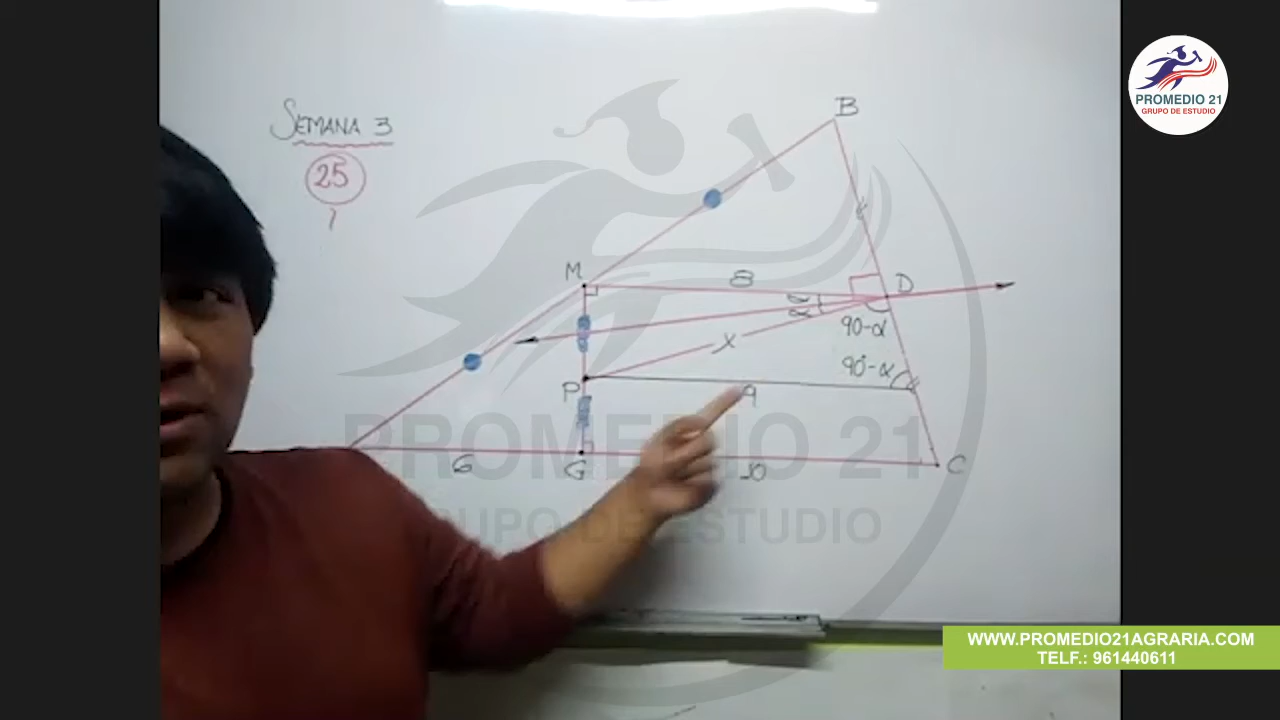 SEMANA 3
25
B
M
8
D
α
α
90-α
X
90°-α
P
9
6
G
10
C
PROMEDIO 21
GRUPO DE ESTUDIO
PROMEDIO 21
GRUPO DE ESTUDIO
WWW.PROMEDIO21AGRARIA.COM
TELF.: 961440611